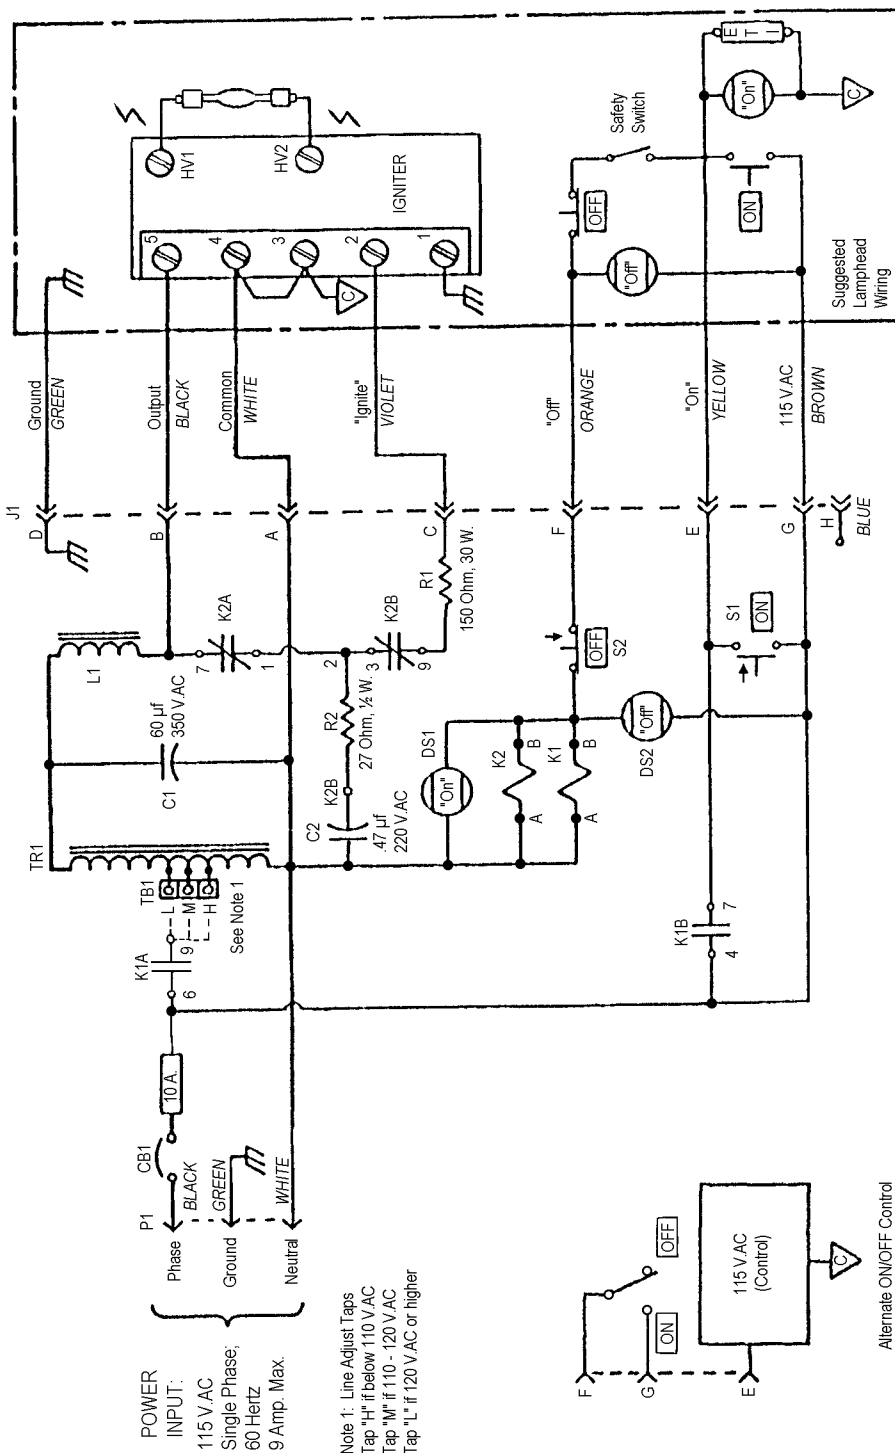 POWER
INPUT:
115 V.AC
Single Phase;
60 Hertz
9 Amp. Max.
Note 1: Line Adjust Taps
Tap "H" if below 110 V.AC
Tap "M" if 110 - 120 V.AC
Tap "L" if 120 V.AC or higher
P1
Phase
Ground
Neutral
CB1
BLACK
GREEN
WHITE
10 A.
6
K1A
9
L
M
H
TB1
See Note 1
TR1
C1
60 µf
350 V.AC
L1
7
K2A
1
2
3
K2B
9
R2
27 Ohm, ½ W.
K2B
C2
.47 µf
220 V.AC
R1
150 Ohm, 30 W.
DS1
"On"
K2
A
B
K1
A
B
DS2
"Off"
OFF
S2
S1
ON
K1B
4
7
J1
D
B
A
C
F
E
G
H
BLUE
Ground
GREEN
Output
BLACK
Common
WHITE
"Ignite"
VIOLET
"Off"
ORANGE
"On"
YELLOW
115 V.AC
BROWN
5
4
3
2
1
C
HV1
HV2
IGNITER
"Off"
OFF
Safety
Switch
ON
"On"
E
T
I
C
Suggested
Lamphead
Wiring
F
G
E
ON
OFF
115 V.AC
(Control)
C
Alternate ON/OFF Control